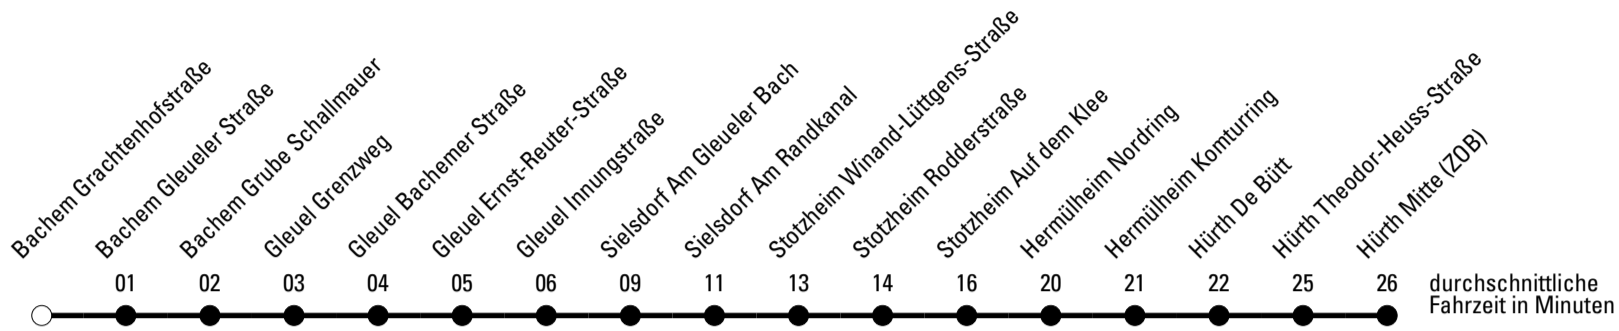 Bachem Grachtenhofstraße
Bachem Gleueler Straße
Bachem Grube Schallmauer
Gleuel Grenzweg
Gleuel Bachemer Straße
Gleuel Ernst-Reuter-Straße
Gleuel Innungstraße
Sielsdorf Am Gleueler Bach
Sielsdorf Am Randkanal
Stotzheim Winand-Lüttgens-Straße
Stotzheim Rodderstraße
Stotzheim Auf dem Klee
Hermülheim Nordring
Hermülheim Komturring
Hürth De Bütt
Hürth Theodor-Heuss-Straße
Hürth Mitte (ZOB)
01 02 03 04 05 06 09 11 13 14 16 20 21 22 25 26
durchschnittliche
Fahrzeit in Minuten